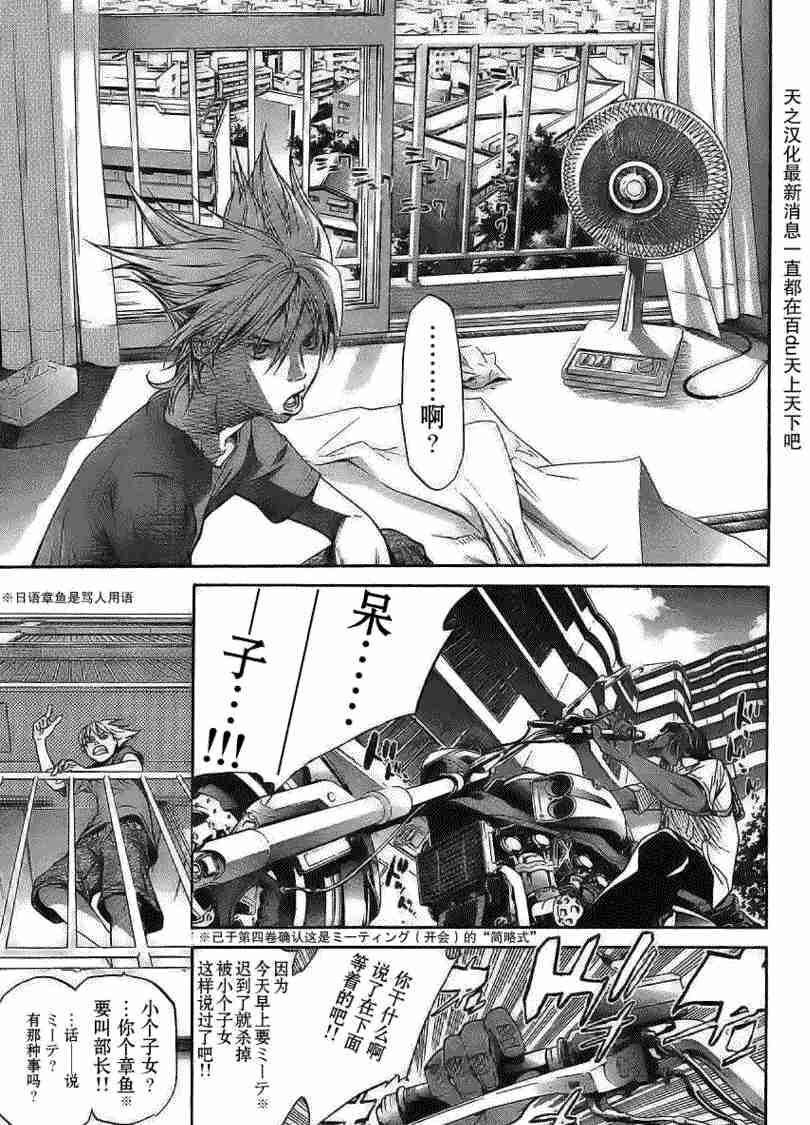 天之汉化最新消息一直都在百du天上天下吧
………啊？
呆……
子……!!!
※日语章鱼是骂人用语
※已于第四卷确认这是ミーティング（开会）的“简略式”
你干什么啊
说了在下面
等着的吧!!
因为
今天早上要ミーテ※
迟到了就杀掉
被小个子女
这样说过了吧!!
小个子女？
…你个章鱼※
要叫部长!!
…话——说
ミーテ？
有那种事吗？